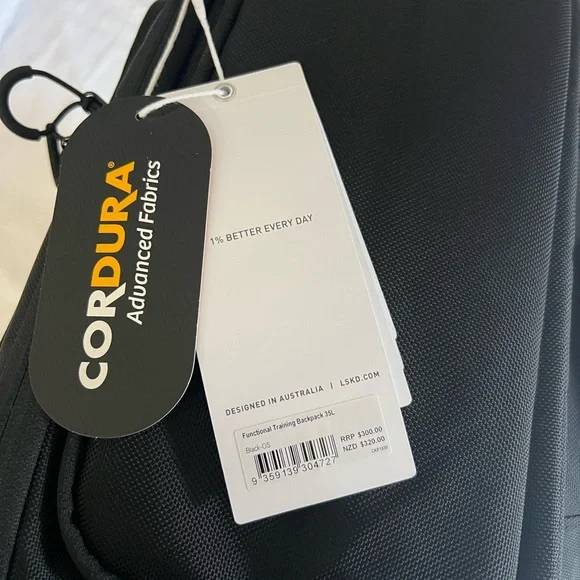 CORDURA®
Advanced Fabrics
1% BETTER EVERY DAY
DESIGNED IN AUSTRALIA | LSKD.COM
Functional Training Backpack 35L
Black-OS
RRP $300.00
NZD $320.00
9 359139 304727